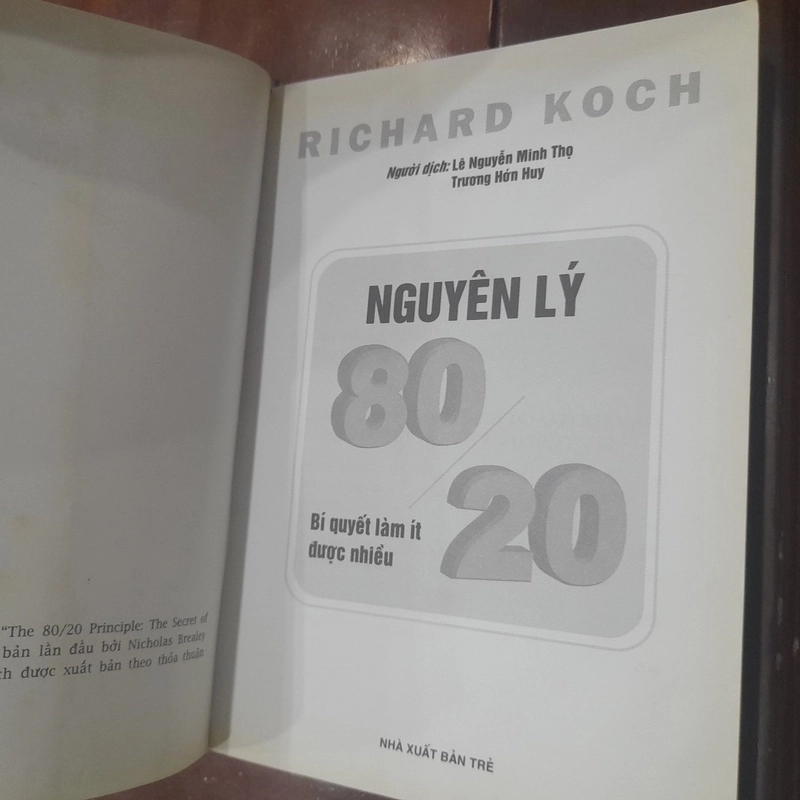 "The 80/20 Principle: The Secret of
bản lần đầu bởi Nicholas Brealey
ch được xuất bản theo thỏa thuận
RICHARD KOCH
Người dịch: Lê Nguyễn Minh Thọ
Trương Hớn Huy
NGUYÊN LÝ
80
20
Bí quyết làm ít
được nhiều
NHÀ XUẤT BẢN TRẺ